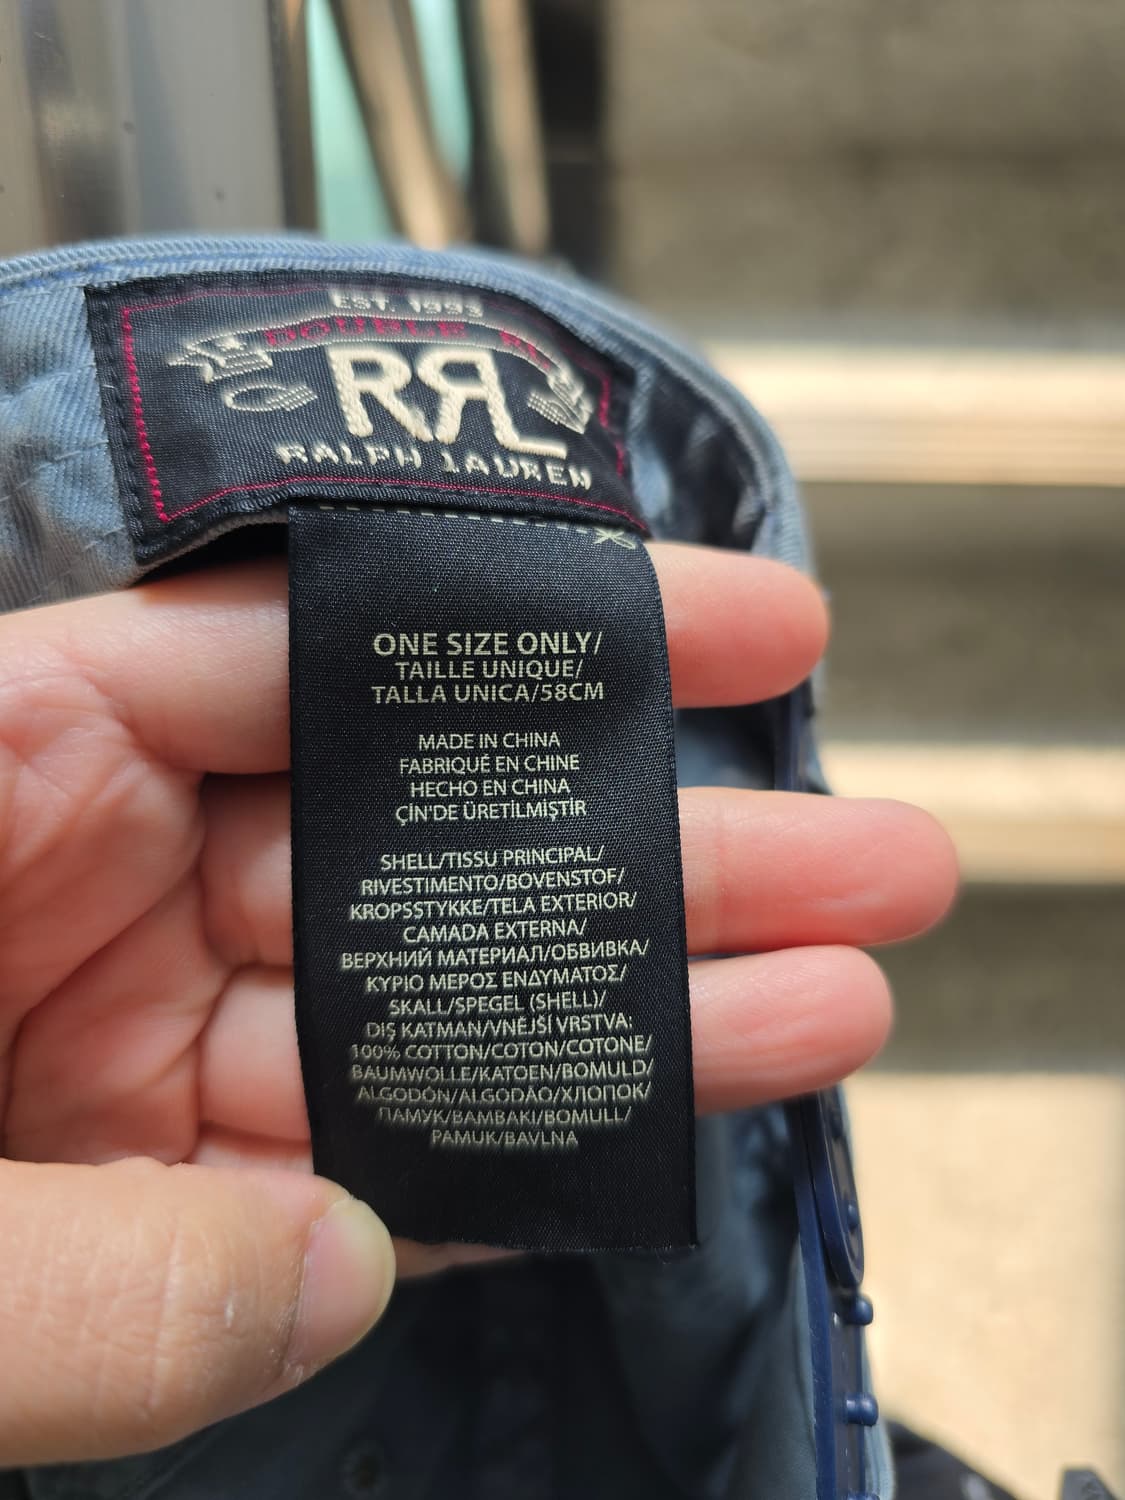 EST. 1993
DOUBLE RL
RRL
RALPH LAUREN
ONE SIZE ONLY/
TAILLE UNIQUE/
TALLA UNICA/58CM
MADE IN CHINA
FABRIQUÉ EN CHINE
HECHO EN CHINA
ÇİN'DE ÜRETİLMİŞTİR
SHELL/TISSU PRINCIPAL/
RIVESTIMENTO/BOVENSTOF/
KROPSSTYKKE/TELA EXTERIOR/
CAMADA EXTERNA/
ВЕРХНИЙ МАТЕРИАЛ/ОБВИВКА/
ΚΥΡΙΟ ΜΕΡΟΣ ΕΝΔΥΜΑΤΟΣ/
SKALL/SPEGEL (SHELL)/
DIŞ KATMAN/VNĚJŠÍ VRSTVA:
100% COTTON/COTON/COTONE/
BAUMWOLLE/KATOEN/BOMULD/
ALGODÓN/ALGODÃO/ХЛОПОК/
ПАМУК/ΒΑΜΒΑΚΙ/BOMULL/
PAMUK/BAVLNA